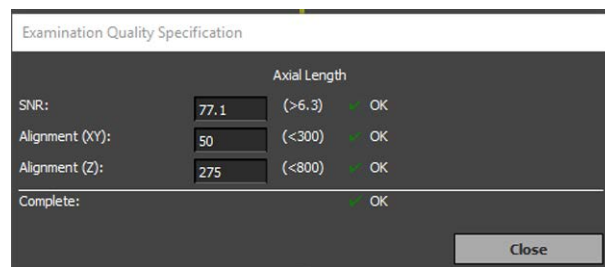 Examination Quality Specification
Axial Length
SNR: 77.1 (>6.3) ✓ OK
Alignment (XY): 50 (<300) ✓ OK
Alignment (Z): 275 (<800) ✓ OK
Complete: ✓ OK
Close